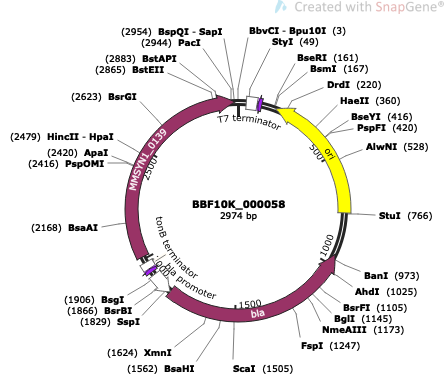 Created with SnapGene®
(2954) BspQI - SapI
BbvCI - Bpu10I (3)
(2944) PacI
StyI (49)
(2883) BstAPI
BseRI (161)
(2865) BstEII
BsmI (167)
DrdI (220)
(2623) BsrGI
HaeII (360)
T7 terminator
BseYI (416)
PspFI (420)
(2479) HincII - HpaI
AlwNI (528)
(2420) ApaI
(2416) PspOMI
MMSYN1_0139
2500
500
ori
BBF10K_000058
2974 bp
StuI (766)
(2168) BsaAI
tonB terminator
1000
bla promoter
BanI (973)
AhdI (1025)
(1906) BsgI
BsrFI (1105)
(1866) BsrBI
1500
BglI (1145)
(1829) SspI
bla
NmeAIII (1173)
FspI (1247)
(1624) XmnI
(1562) BsaHI
ScaI (1505)